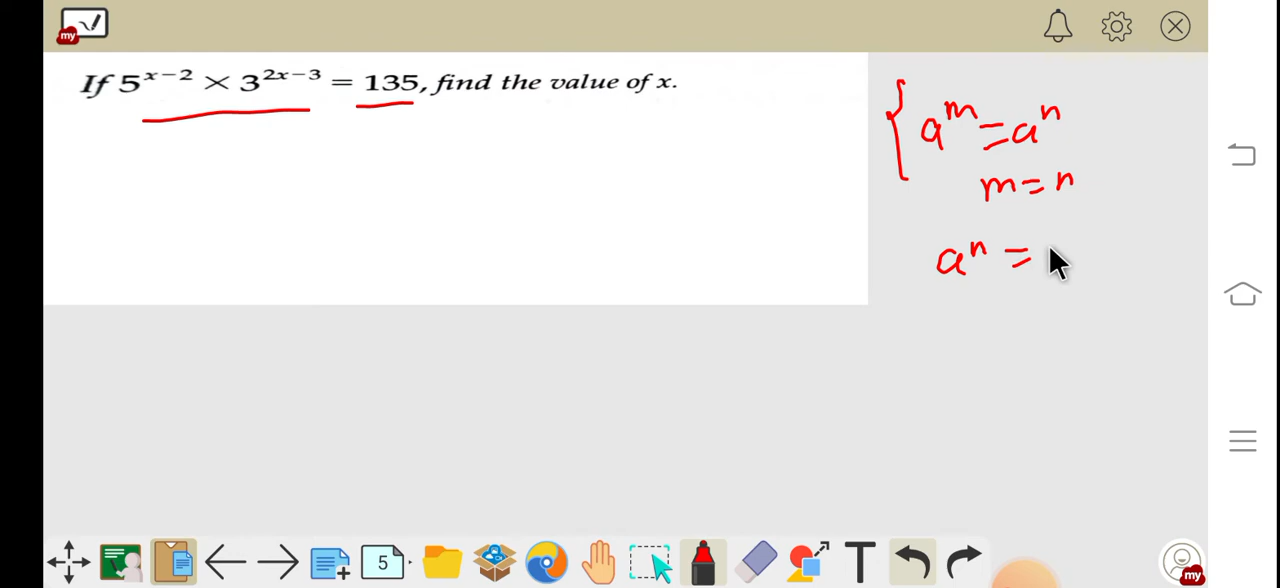 my
If 5^{x-2} × 3^{2x-3} = 135, find the value of x.
a^m = a^n
m = n
a^n =
5
T
my